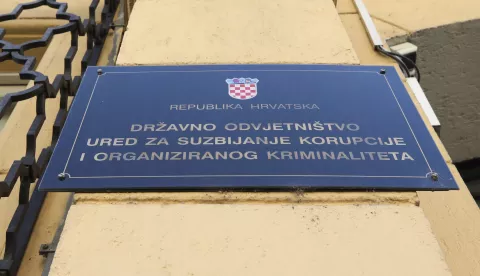 REPUBLIKA HRVATSKA
DRŽAVNO ODVJETNIŠTVO
URED ZA SUZBIJANJE KORUPCIJE
I ORGANIZIRANOG KRIMINALITETA